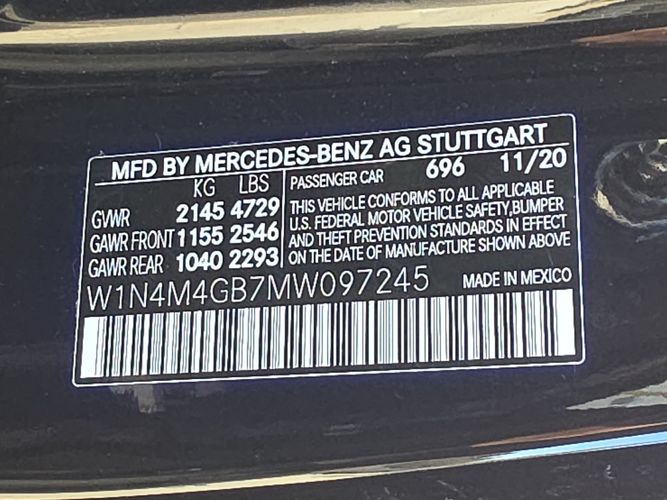 MFD BY MERCEDES-BENZ AG STUTTGART
KG LBS
GVWR 2145 4729
GAWR FRONT 1155 2546
GAWR REAR 1040 2293
PASSENGER CAR 696 11/20
THIS VEHICLE CONFORMS TO ALL APPLICABLE
U.S. FEDERAL MOTOR VEHICLE SAFETY, BUMPER
AND THEFT PREVENTION STANDARDS IN EFFECT
ON THE DATE OF MANUFACTURE SHOWN ABOVE
W1N4M4GB7MW097245
MADE IN MEXICO